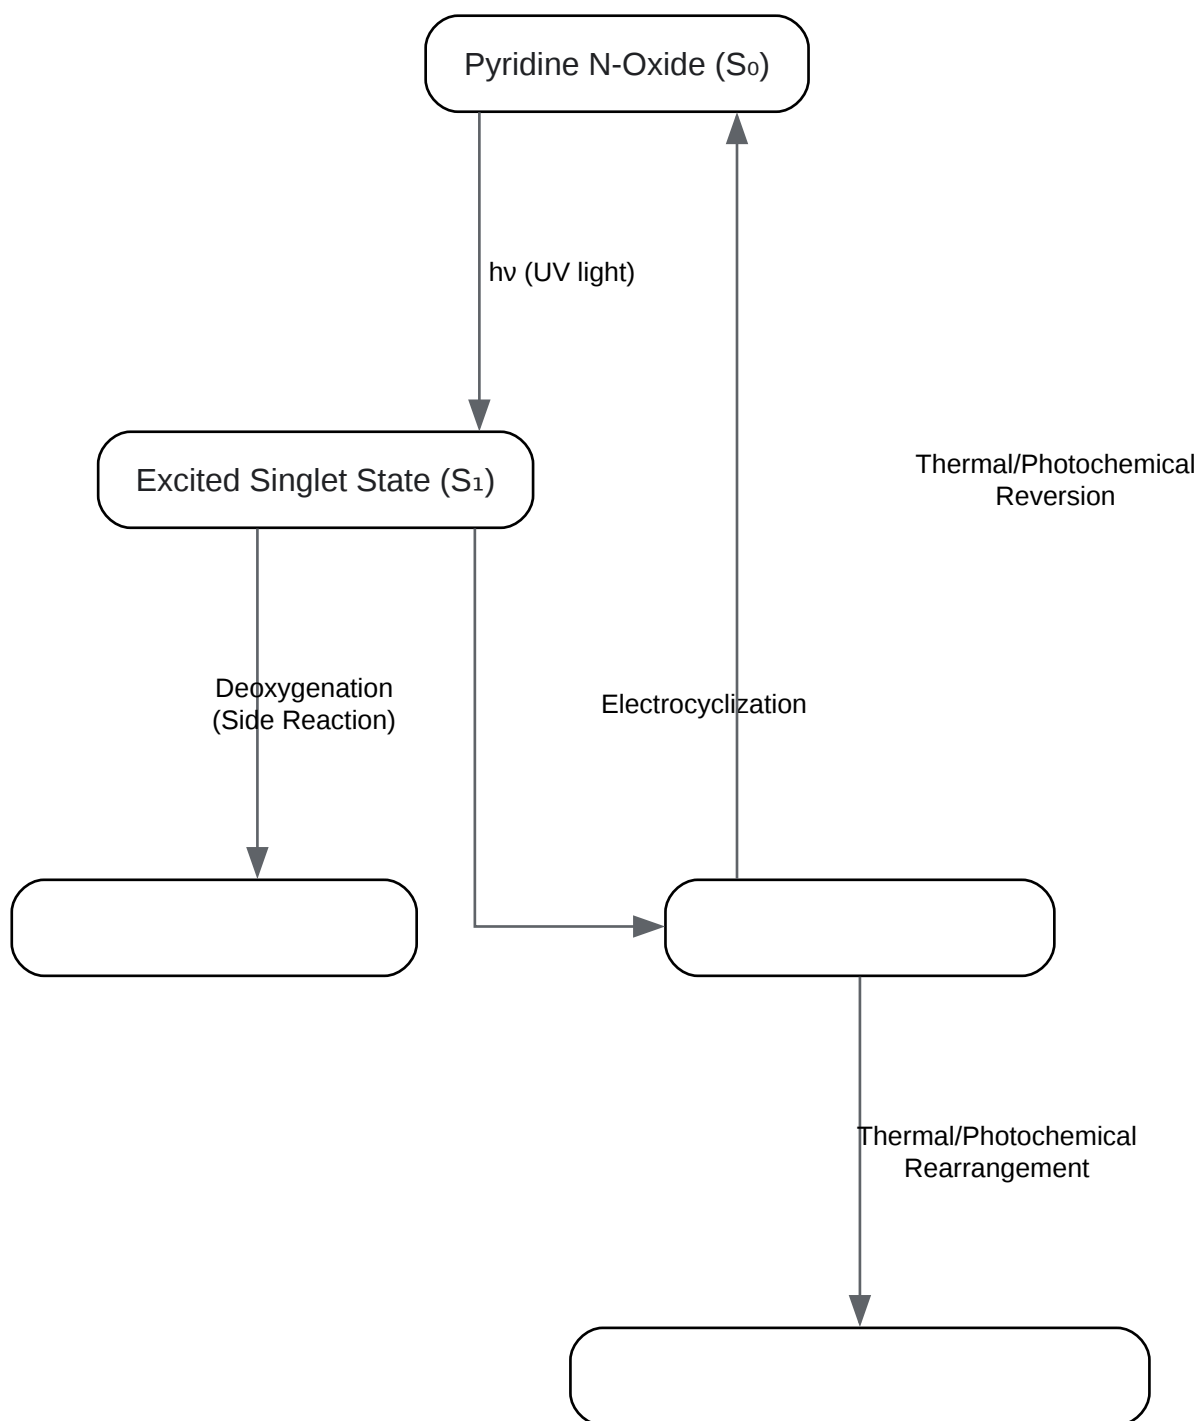 Pyridine N-Oxide (S₀)
hν (UV light)
Thermal/Photochemical
Reversion
Excited Singlet State (S₁)
Deoxygenation
(Side Reaction)
Electrocyclization
Thermal/Photochemical
Rearrangement